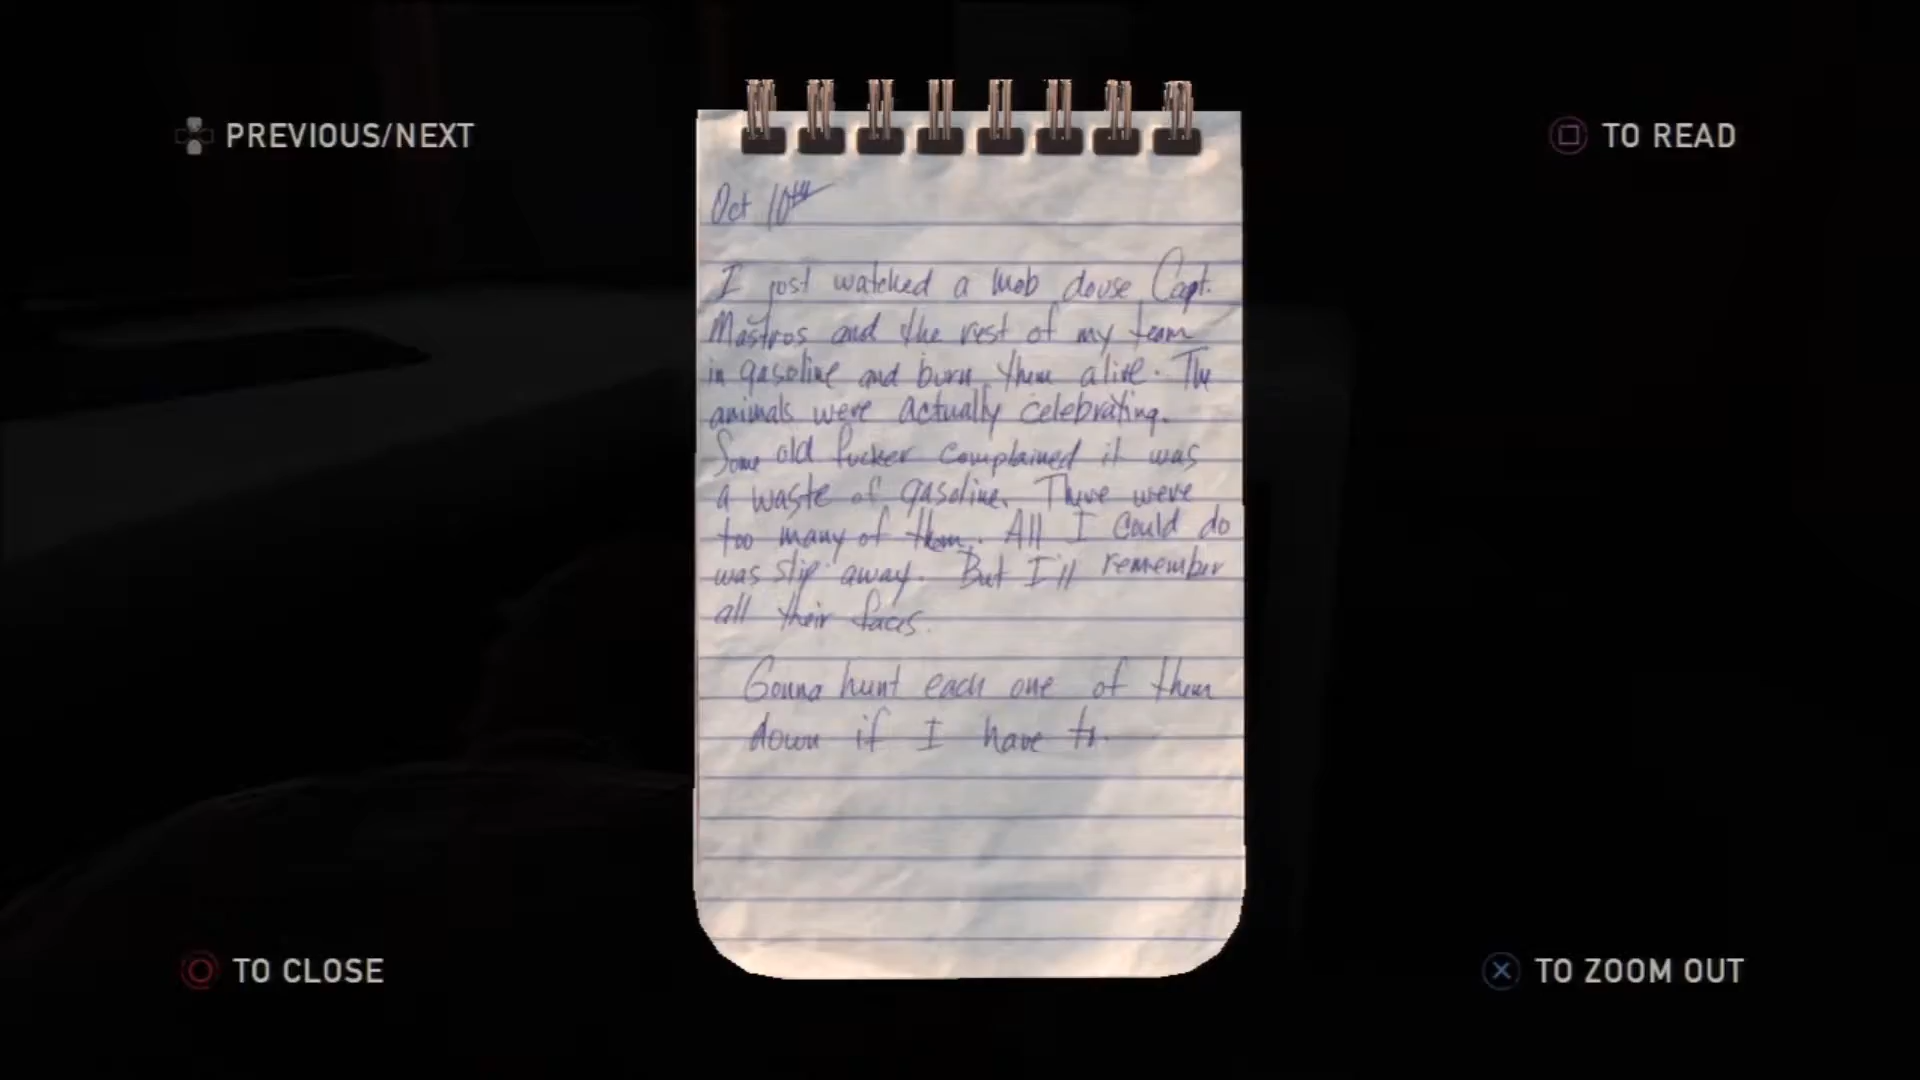 PREVIOUS/NEXT
TO READ
Oct 10th
I just watched a mob douse Capt.
Mastros and the rest of my team
in gasoline and burn them alive. The
animals were actually celebrating.
Some old fucker complained it was
a waste of gasoline. There were
too many of them. All I could do
was slip away. But I'll remember
all their faces.
Gonna hunt each one of them
down if I have to.
TO CLOSE
TO ZOOM OUT